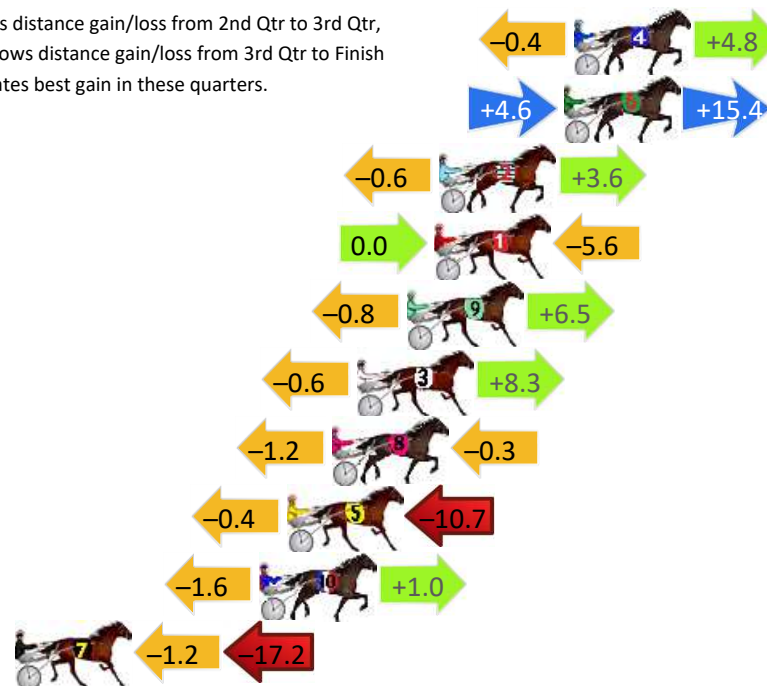 s distance gain/loss from 2nd Qtr to 3rd Qtr,
ows distance gain/loss from 3rd Qtr to Finish
ates best gain in these quarters.
–0.4 4 +4.8
+4.6 6 +15.4
–0.6 2 +3.6
0.0 1 –5.6
–0.8 9 +6.5
–0.6 3 +8.3
–1.2 8 –0.3
–0.4 5 –10.7
–1.6 10 +1.0
7 –1.2 –17.2